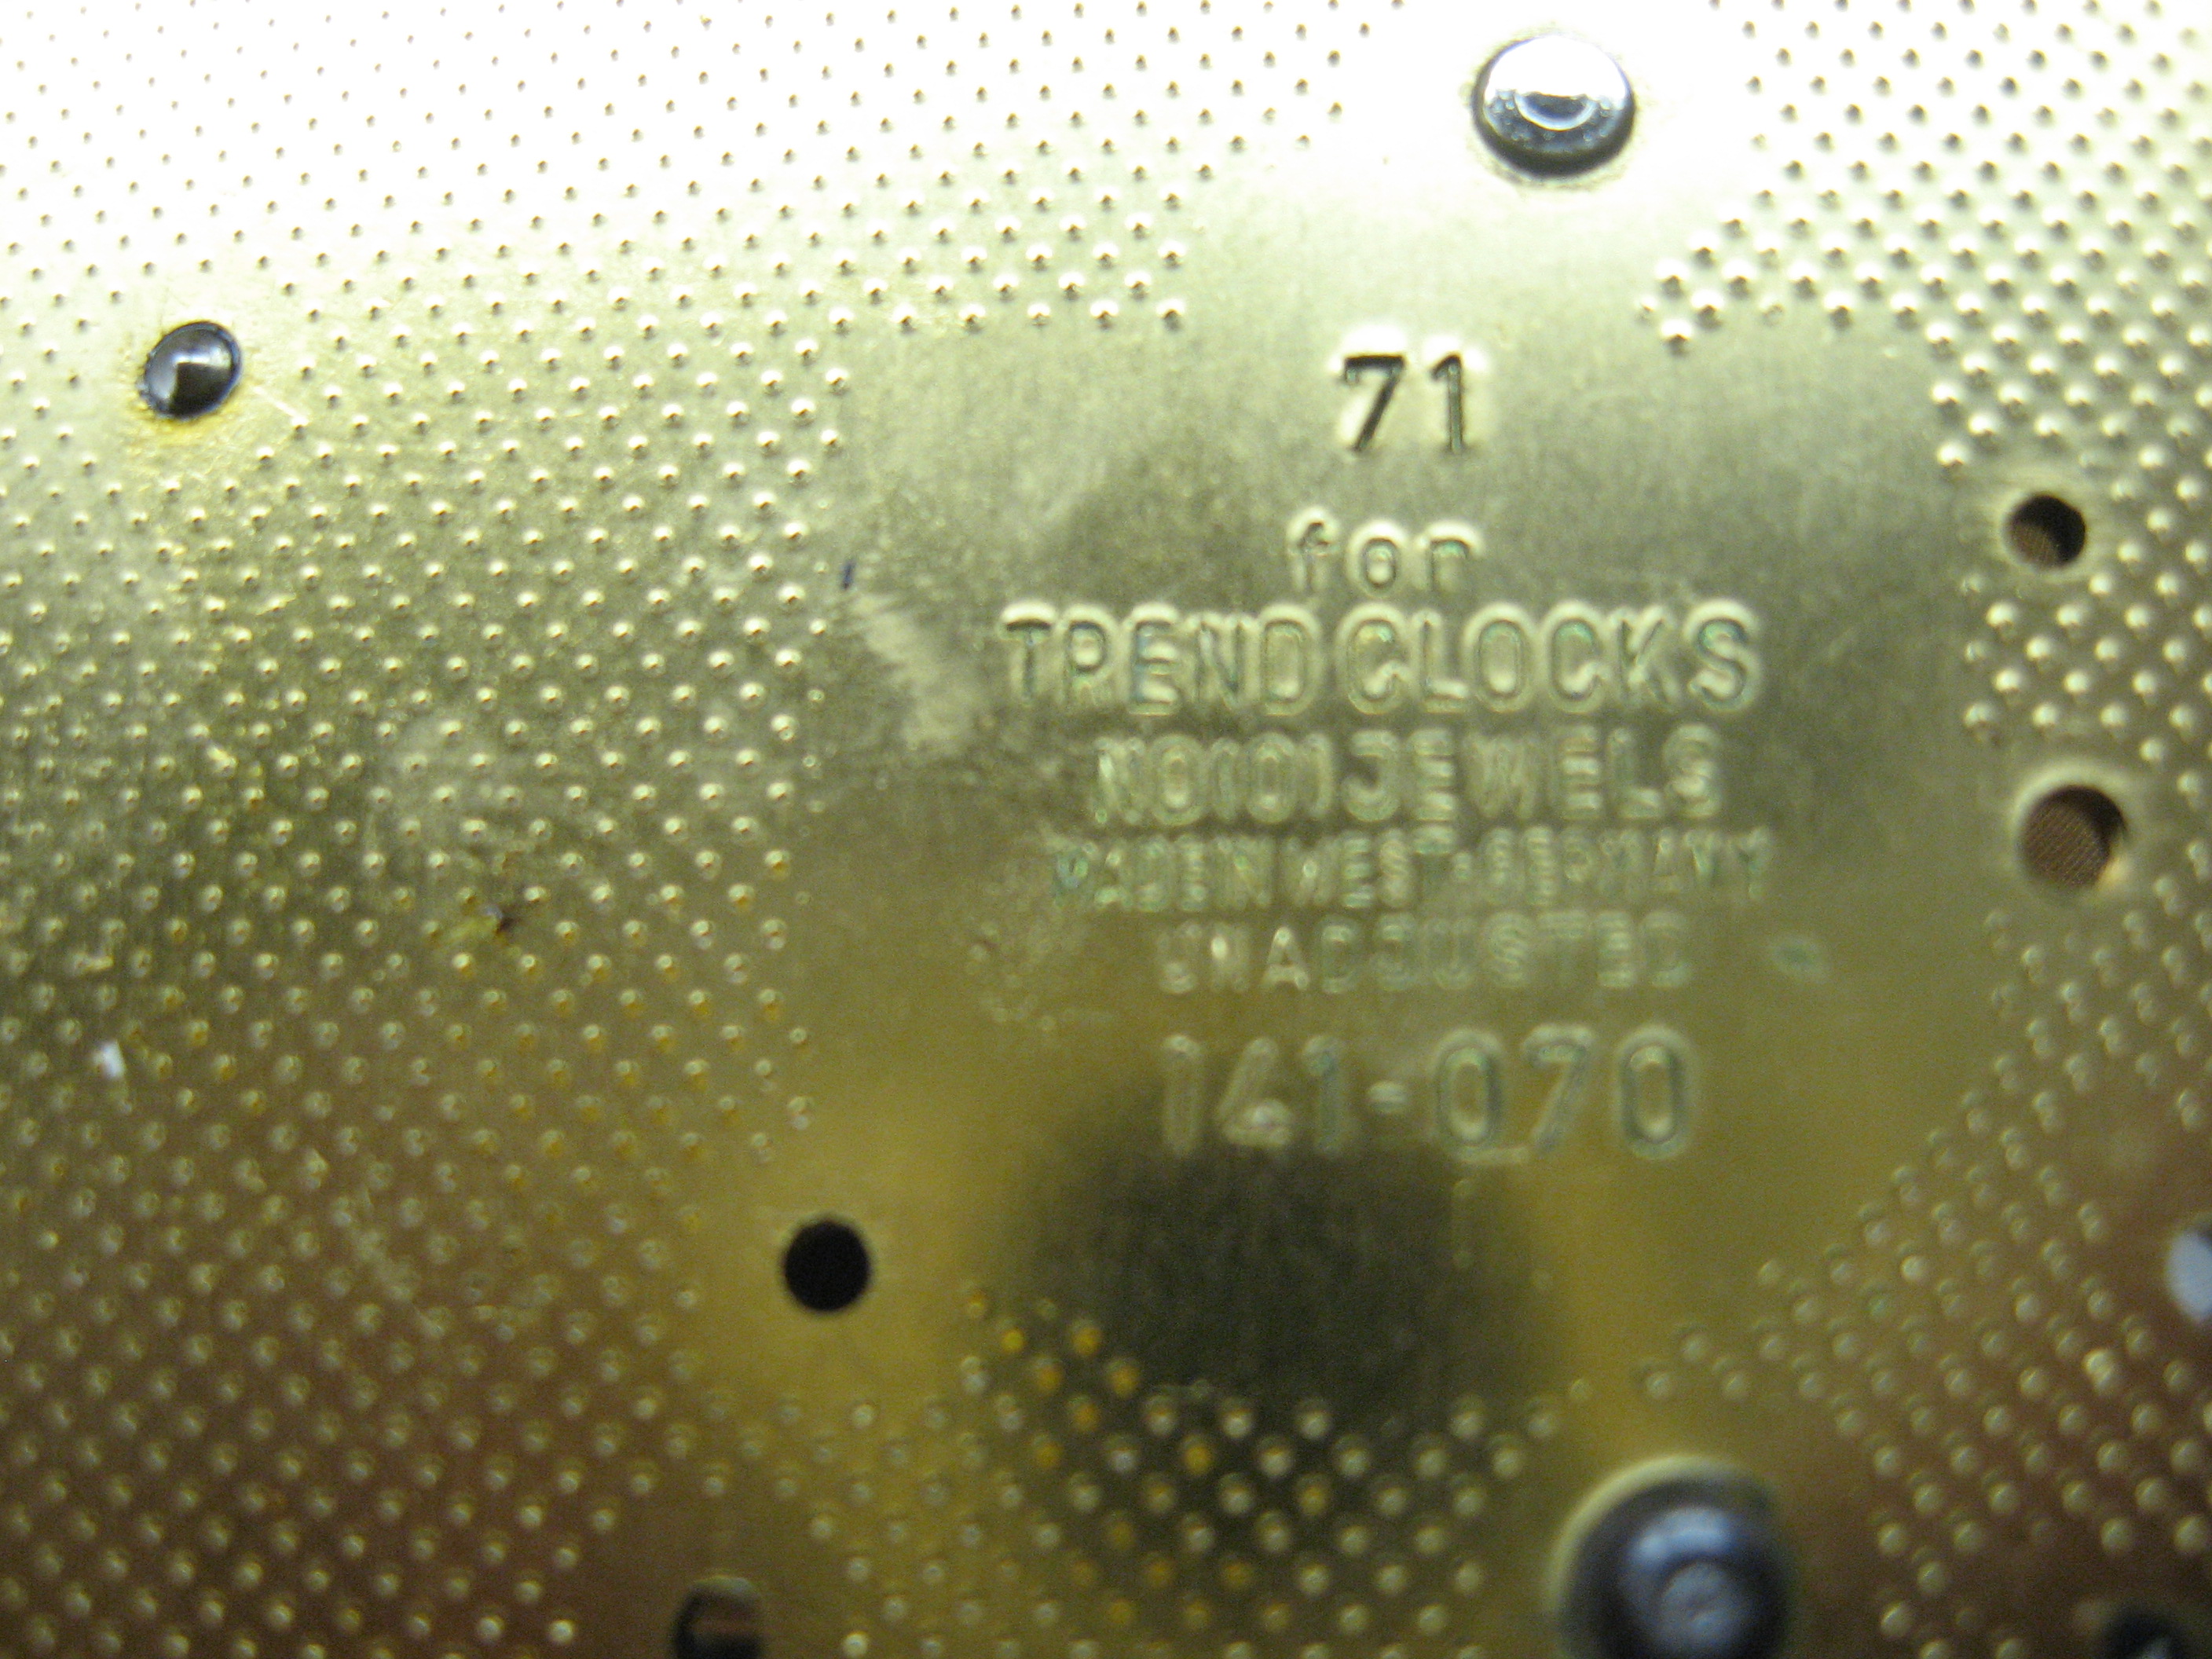 71
for
TREND CLOCKS
NO (0) JEWELS
MADE IN WEST-GERMANY
UNADJUSTED
141-070